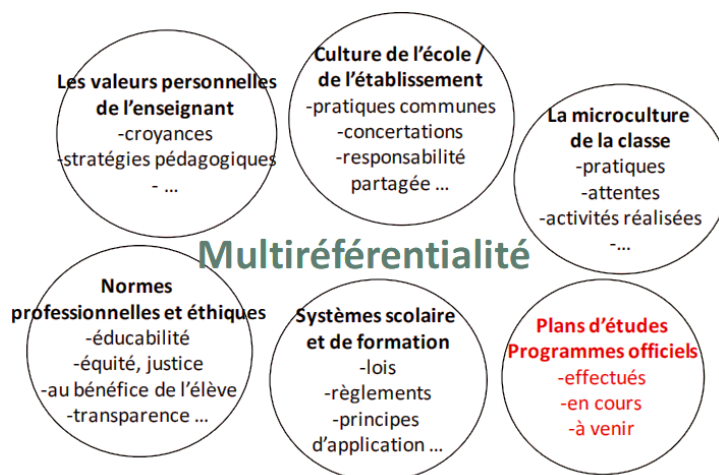 Les valeurs personnelles
de l'enseignant
-croyances
-stratégies pédagogiques
- ...
Culture de l'école /
de l'établissement
-pratiques communes
-concertations
-responsabilité
partagée ...
La microculture
de la classe
-pratiques
-attentes
-activités réalisées
-...
Multiréférentialité
Normes
professionnelles et éthiques
-éducabilité
-équité, justice
-au bénéfice de l'élève
-transparence ...
Systèmes scolaire
et de formation
-lois
-règlements
-principes
d'application ...
Plans d'études
Programmes officiels
-effectués
-en cours
-à venir